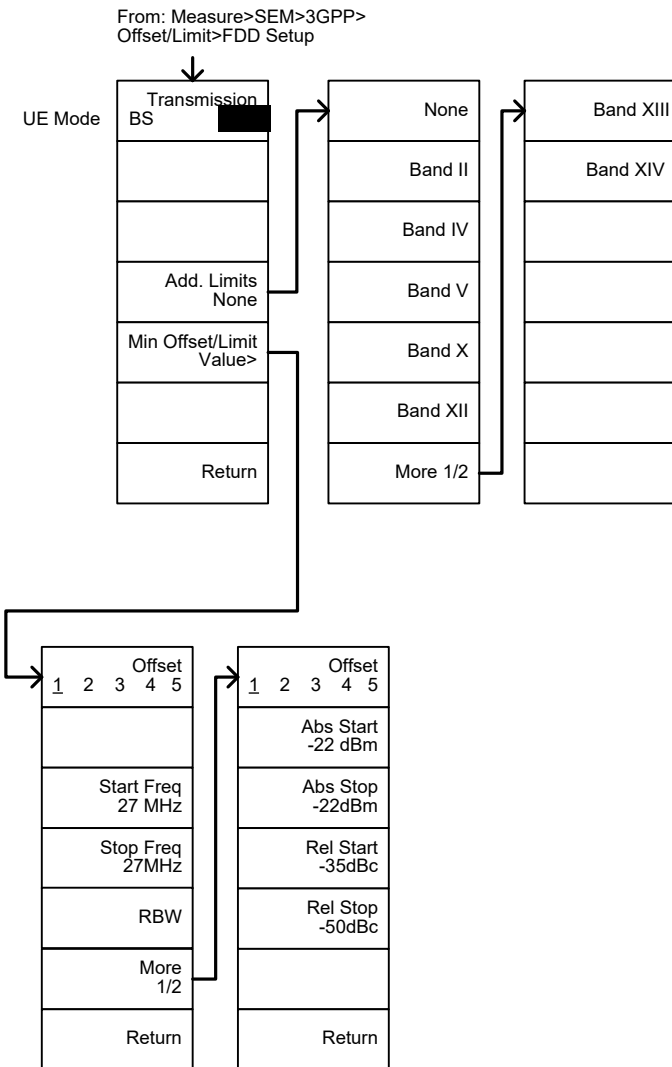 From: Measure>SEM>3GPP>
Offset/Limit>FDD Setup
UE Mode
Transmission
BS
Add. Limits
None
Min Offset/Limit
Value>
Return
None
Band II
Band IV
Band V
Band X
Band XII
More 1/2
Band XIII
Band XIV
Offset
1 2 3 4 5
Start Freq
27 MHz
Stop Freq
27MHz
RBW
More
1/2
Return
Offset
1 2 3 4 5
Abs Start
-22 dBm
Abs Stop
-22dBm
Rel Start
-35dBc
Rel Stop
-50dBc
Return